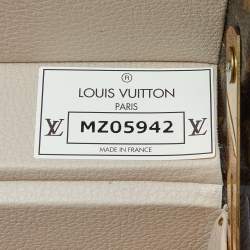 ®
LOUIS VUITTON
PARIS
LV MZ05942 LV
MADE IN FRANCE